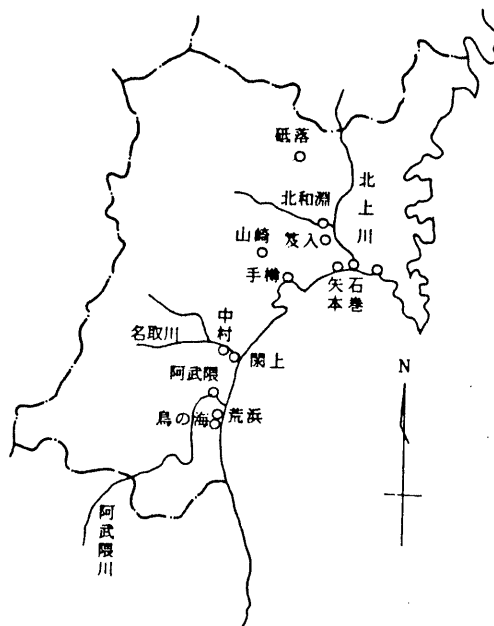 砥落
北上川
北和淵
笈入
山崎
手樽
矢本
石巻
中村
名取川
閖上
阿武隈
鳥の海
荒浜
阿武隈川
N